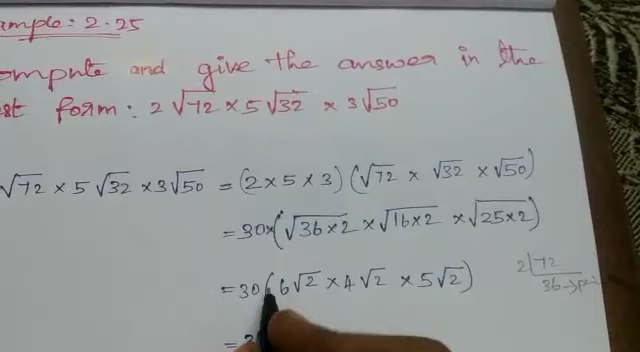 ample: 2.25
ompute and give the answer in the
st form: 2√72 × 5√32 × 3√50
√72 × 5√32 × 3√50 = (2×5×3) (√72 × √32 × √50)
= 30×(√36×2 × √16×2 × √25×2)
= 30(6√2 × 4√2 × 5√2)
2|72
36→
=